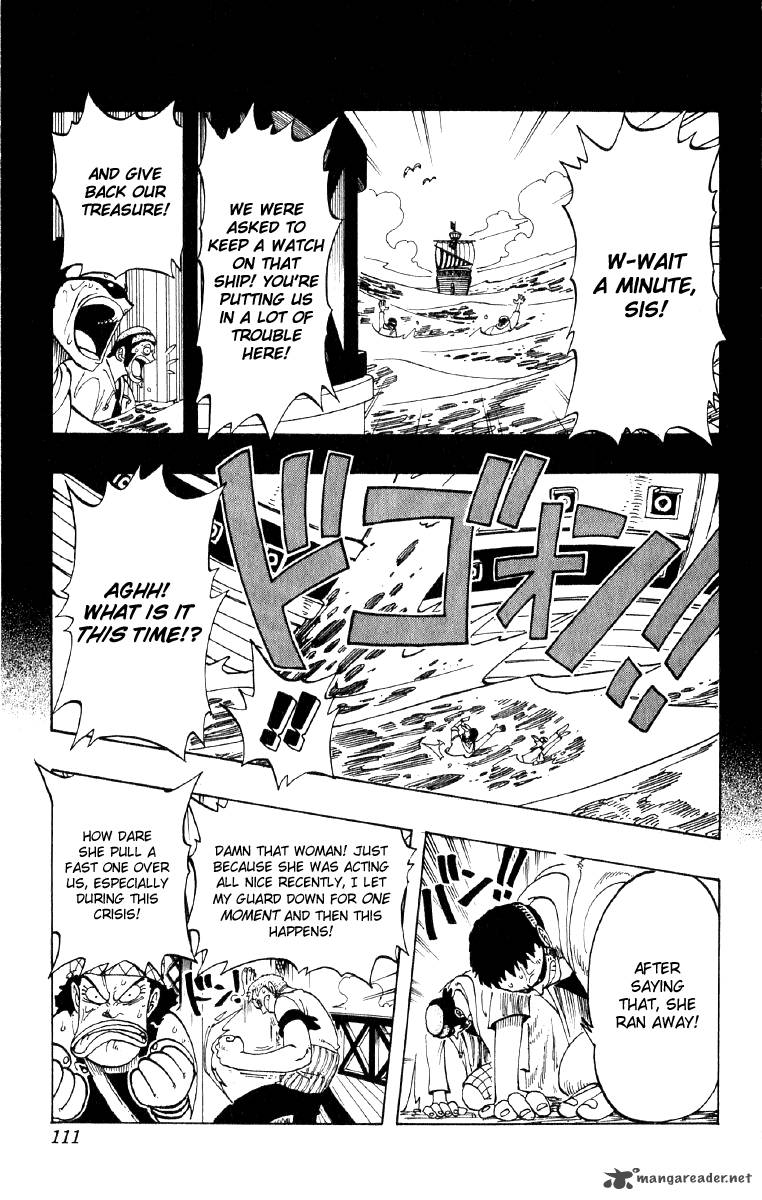 W-WAIT
A MINUTE,
SIS!
WE WERE
ASKED TO
KEEP A WATCH
ON THAT
SHIP! YOU'RE
PUTTING US
IN A LOT OF
TROUBLE
HERE!
AND GIVE
BACK OUR
TREASURE!
ドゴォン!!
!!
AGHH!
WHAT IS IT
THIS TIME!?
バン!!
AFTER
SAYING
THAT, SHE
RAN AWAY!
DAMN THAT WOMAN! JUST
BECAUSE SHE WAS ACTING
ALL NICE RECENTLY, I LET
MY GUARD DOWN FOR ONE
MOMENT AND THEN THIS
HAPPENS!
ドン!
HOW DARE
SHE PULL A
FAST ONE OVER
US, ESPECIALLY
DURING THIS
CRISIS!
111
mangareader.net